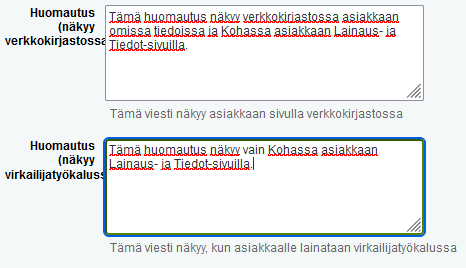 Huomautus
(näkyy
verkkokirjastossa
Tämä huomautus näkyy verkkokirjastossa asiakkaan
omissa tiedoissa ja Kohassa asiakkaan Lainaus- ja
Tiedot-sivuilla.
Tämä viesti näkyy asiakkaan sivulla verkkokirjastossa
Huomautus
(näkyy
virkailijatyökalussa
Tämä huomautus näkyy vain Kohassa asiakkaan
Lainaus- ja Tiedot-sivuilla.
Tämä viesti näkyy, kun asiakkaalle lainataan virkailijatyökalussa